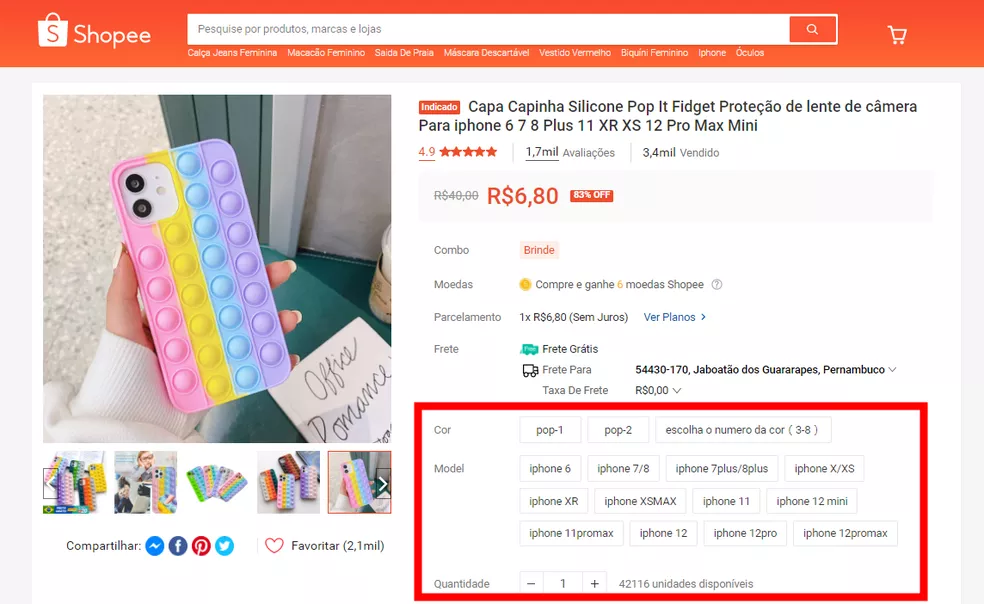 Shopee
Pesquise por produtos, marcas e lojas
Calça Jeans Feminina Macacão Feminino Saida De Praia Máscara Descartável Vestido Vermelho Biquíni Feminino Iphone Óculos
Indicado Capa Capinha Silicone Pop It Fidget Proteção de lente de câmera
Para iphone 6 7 8 Plus 11 XR XS 12 Pro Max Mini
4.9 1,7mil Avaliações 3,4mil Vendido
R$40,00 R$6,80 83% OFF
Combo Brinde
Moedas Compre e ganhe 6 moedas Shopee
Parcelamento 1x R$6,80 (Sem Juros) Ver Planos
Frete Frete Grátis
Frete Para 54430-170, Jaboatão dos Guararapes, Pernambuco
Taxa De Frete R$0,00
Office
Romance
Cor pop-1 pop-2 escolha o numero da cor ( 3-8 )
Model iphone 6 iphone 7/8 iphone 7plus/8plus iphone X/XS
iphone XR iphone XSMAX iphone 11 iphone 12 mini
iphone 11promax iphone 12 iphone 12pro iphone 12promax
Compartilhar: Favoritar (2,1mil)
Quantidade − 1 + 42116 unidades disponíveis